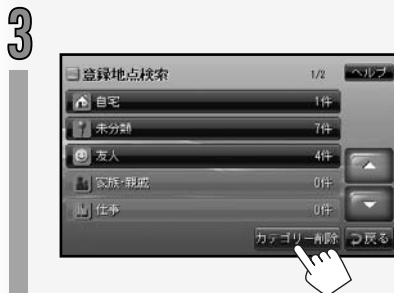 3
登録地点検索 1/2 ヘルプ
自宅 1件
未分類 7件
友人 4件
家族・親戚 0件
仕事 0件
カテゴリー削除 戻る